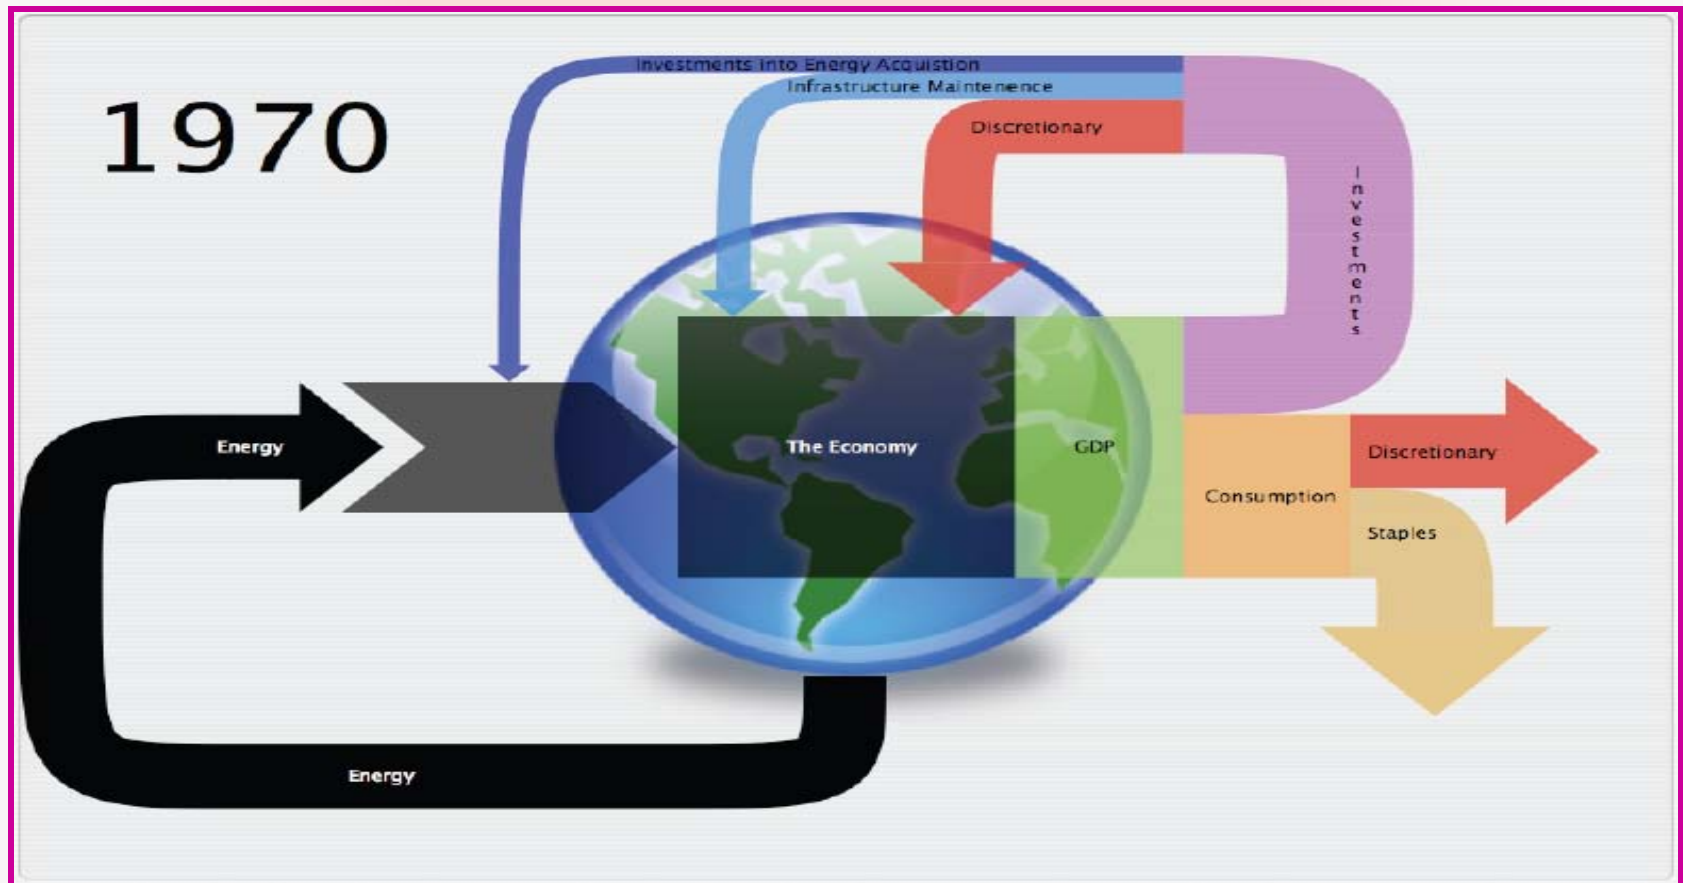 1970
Investments into Energy Acquistion
Infrastructure Maintenence
Discretionary
Investments
Energy
The Economy
GDP
Consumption
Discretionary
Staples
Energy